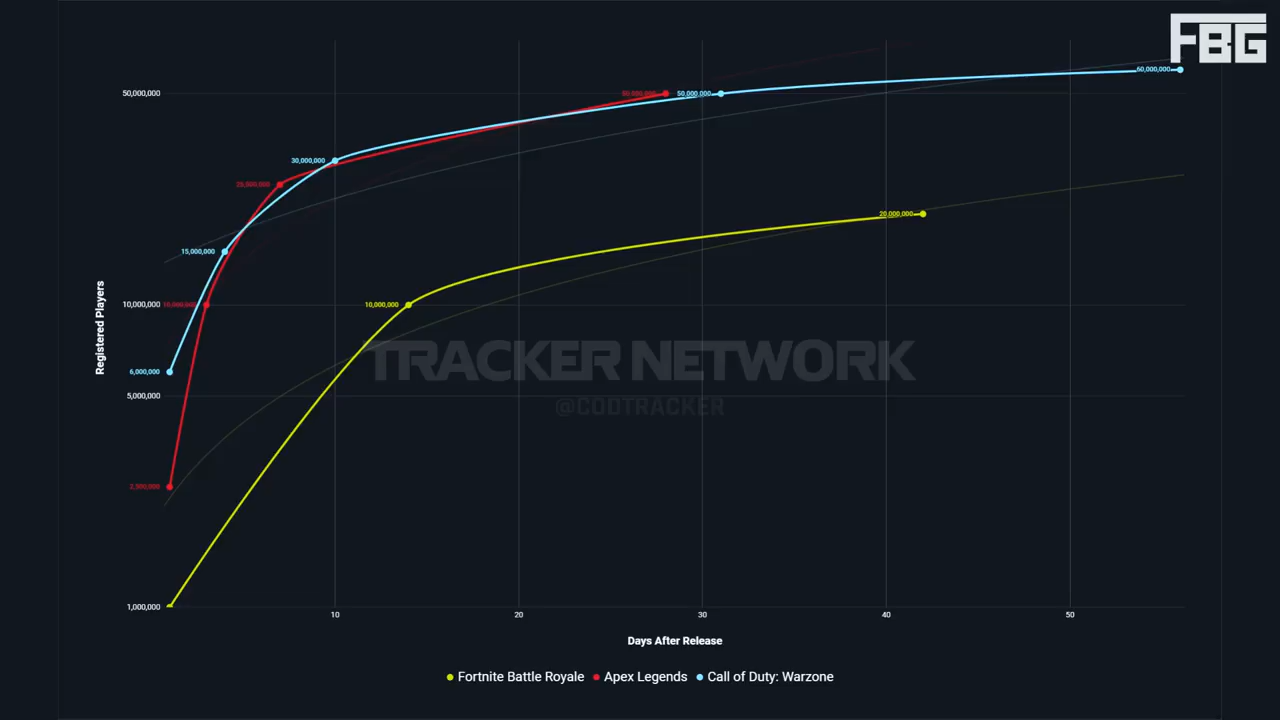 FBG
60,000,000
50,000,000
50,000,000
50,000,000
30,000,000
25,500,000
20,000,000
15,000,000
10,000,000
10,000,000
10,000,000
Registered Players
TRACKER NETWORK
6,000,000
5,000,000
@CODTRACKER
2,500,000
1,000,000
10
20
30
40
50
Days After Release
Fortnite Battle Royale
Apex Legends
Call of Duty: Warzone